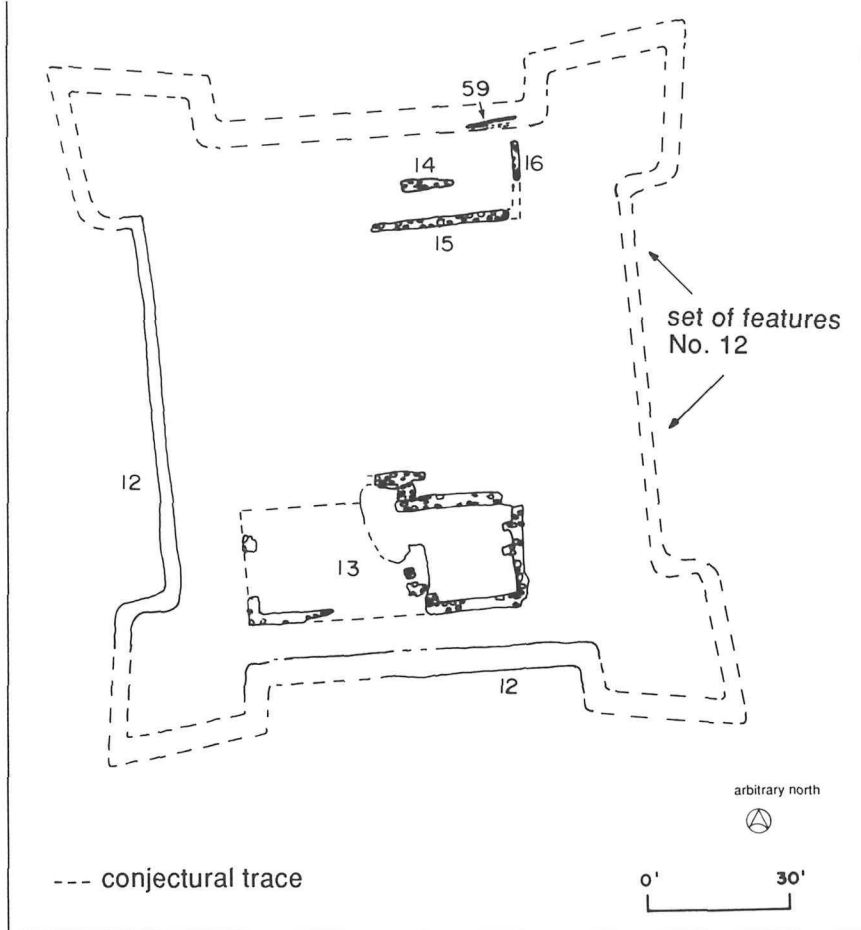 59
14
16
15
set of features
No. 12
12
13
12
arbitrary north
--- conjectural trace
0' 30'